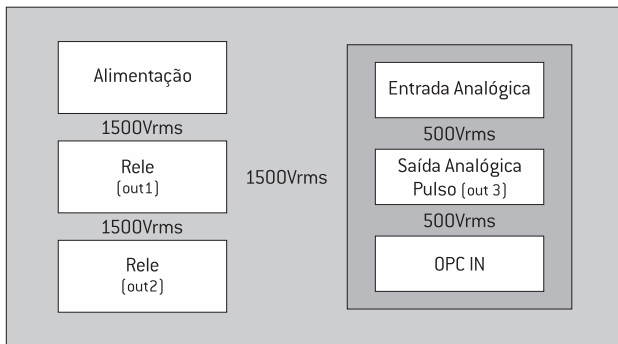 Alimentação
1500Vrms
Rele
(out1)
1500Vrms
Rele
(out2)
1500Vrms
Entrada Analógica
500Vrms
Saída Analógica
Pulso (out 3)
500Vrms
OPC IN